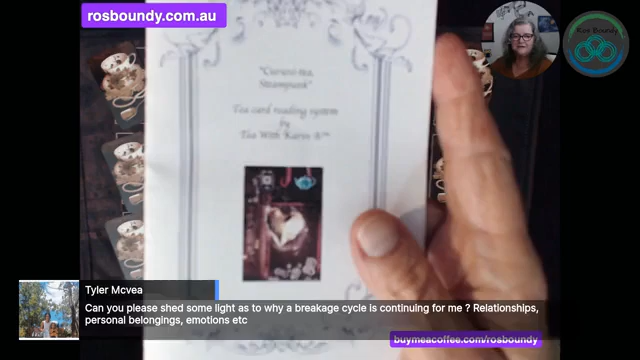 rosboundy.com.au
Ros Boundy
"Curiosi-tea,
Steampunk"
Tea card reading system
by
Tea With Karyn ®™
Tyler Mcvea
Can you please shed some light as to why a breakage cycle is continuing for me ? Relationships,
personal belongings, emotions etc
buymeacoffee.com/rosboundy